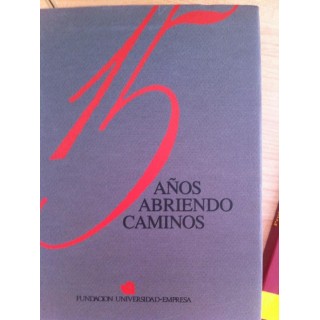 15
AÑOS
ABRIENDO
CAMINOS
FUNDACION UNIVERSIDAD-EMPRESA